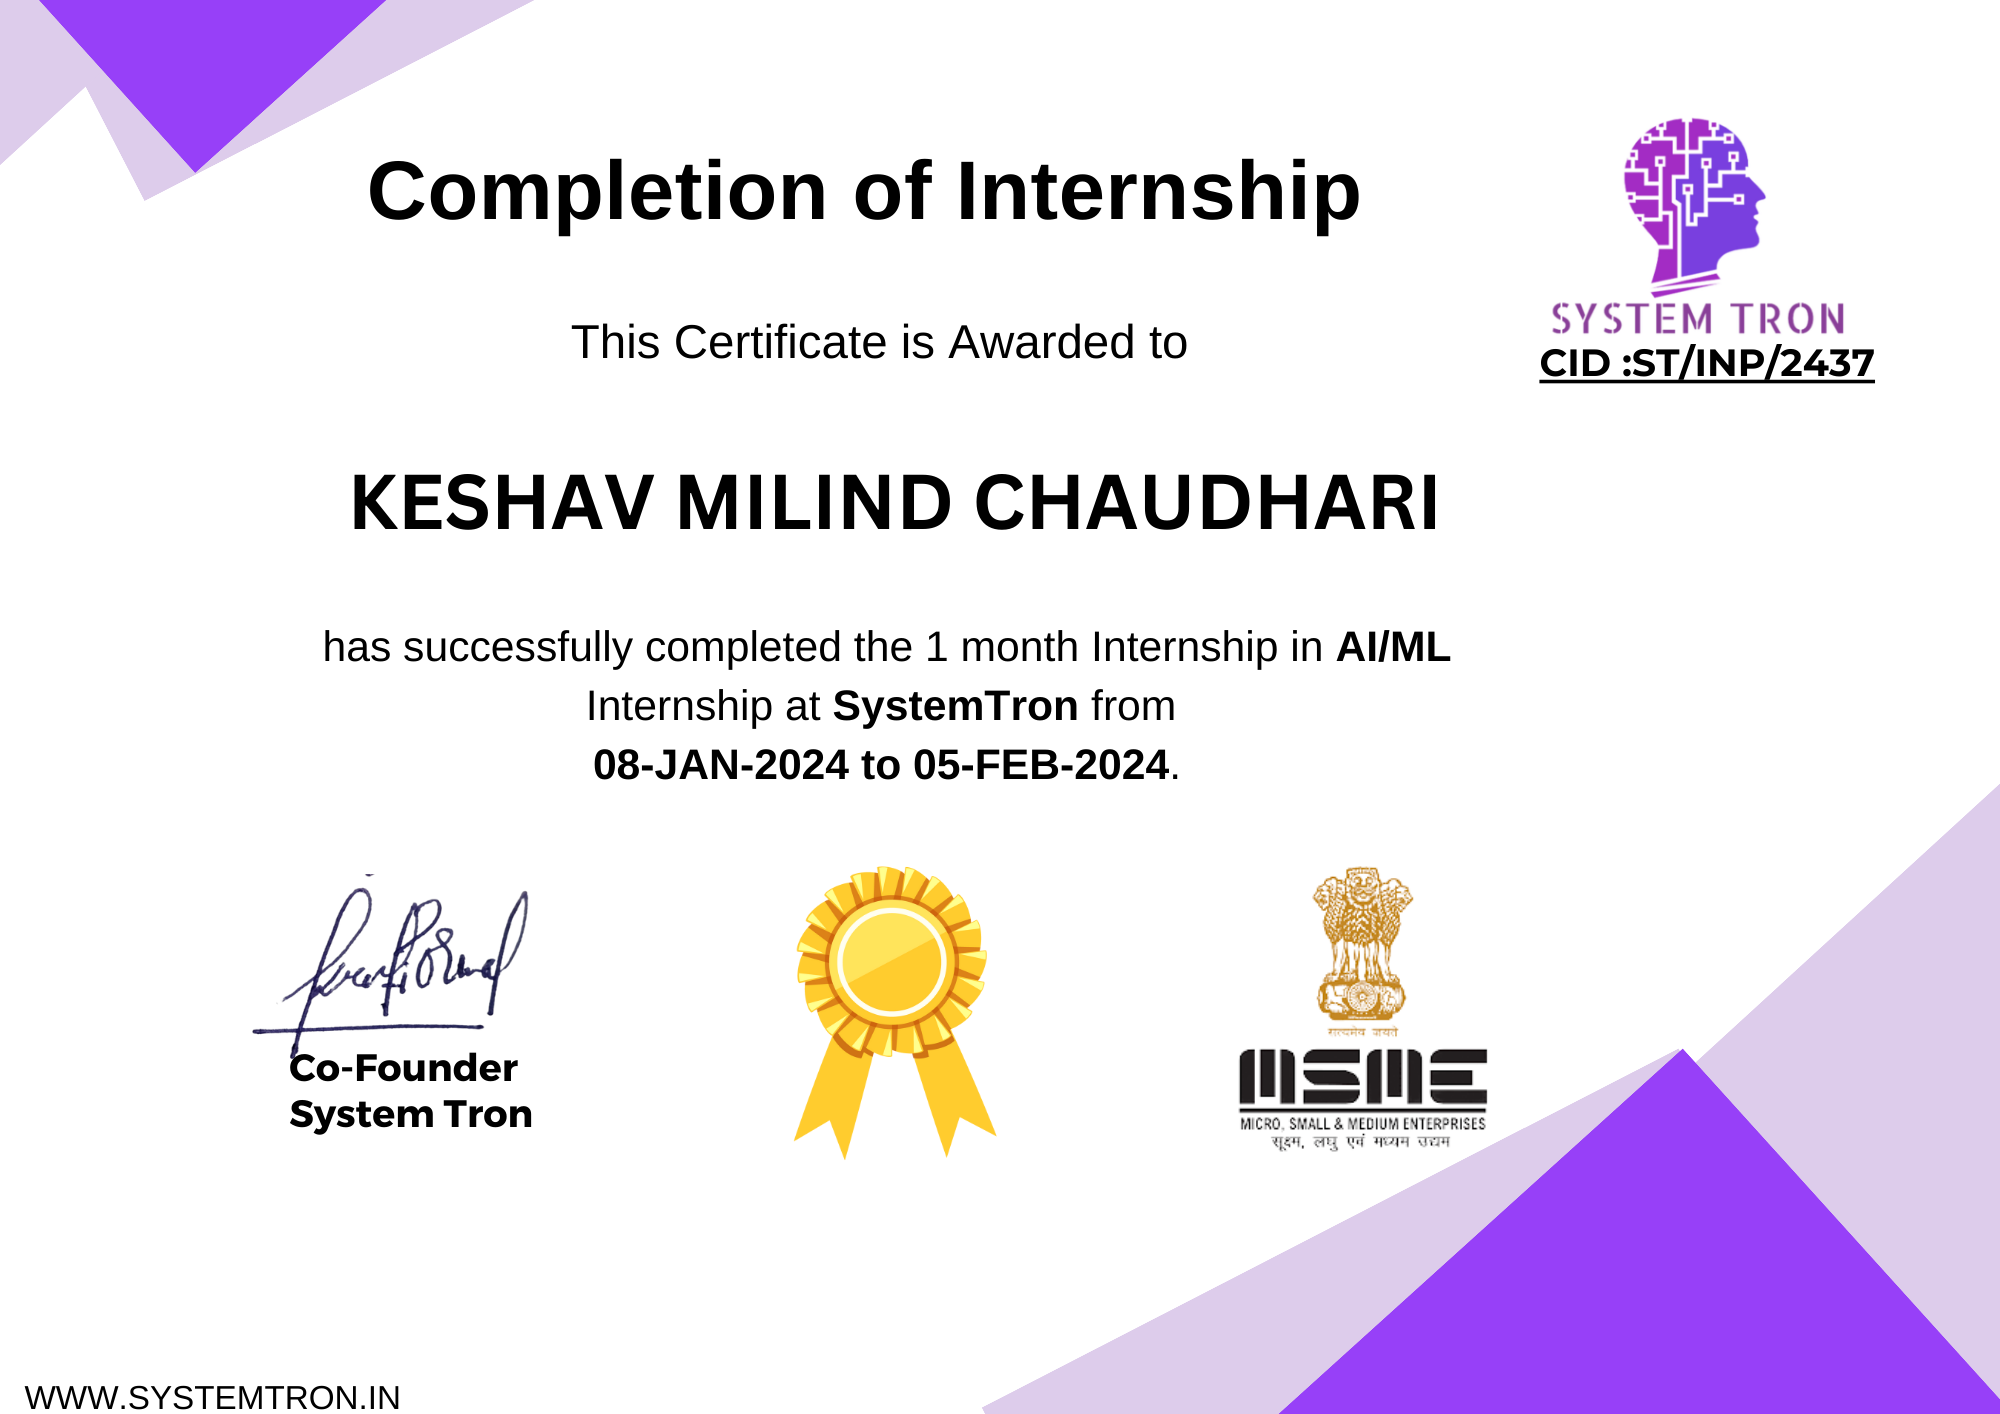 Completion of Internship
SYSTEM TRON
CID :ST/INP/2437
This Certificate is Awarded to
KESHAV MILIND CHAUDHARI
has successfully completed the 1 month Internship in AI/ML
Internship at SystemTron from
08-JAN-2024 to 05-FEB-2024.
Co-Founder
System Tron
सत्यमेव जयते
MSME
MICRO, SMALL & MEDIUM ENTERPRISES
सूक्ष्म, लघु एवं मध्यम उद्यम
WWW.SYSTEMTRON.IN